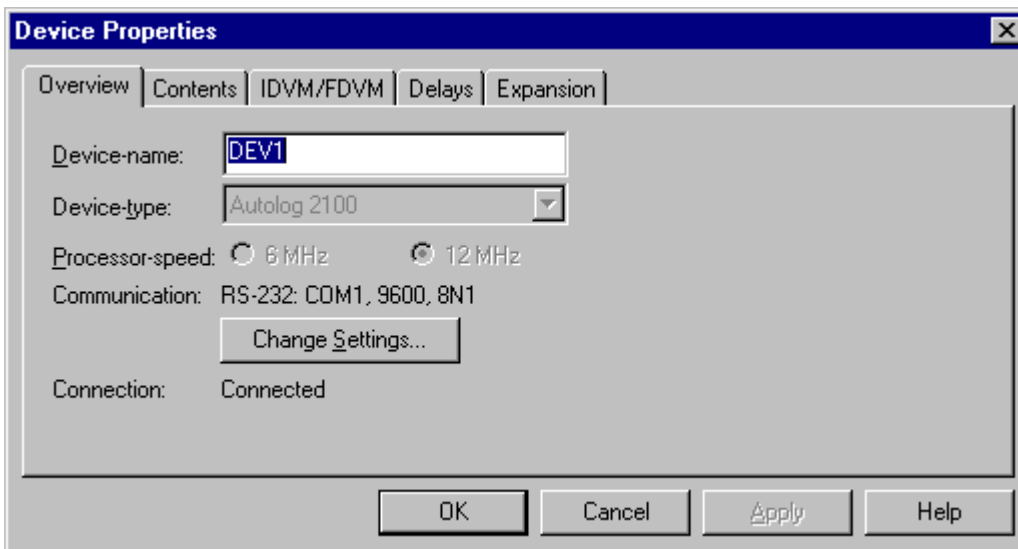 Device Properties
Overview Contents IDVM/FDVM Delays Expansion
Device-name: DEV1
Device-type: Autolog 2100
Processor-speed: 6 MHz 12 MHz
Communication: RS-232: COM1, 9600, 8N1
Change Settings...
Connection: Connected
OK Cancel Apply Help